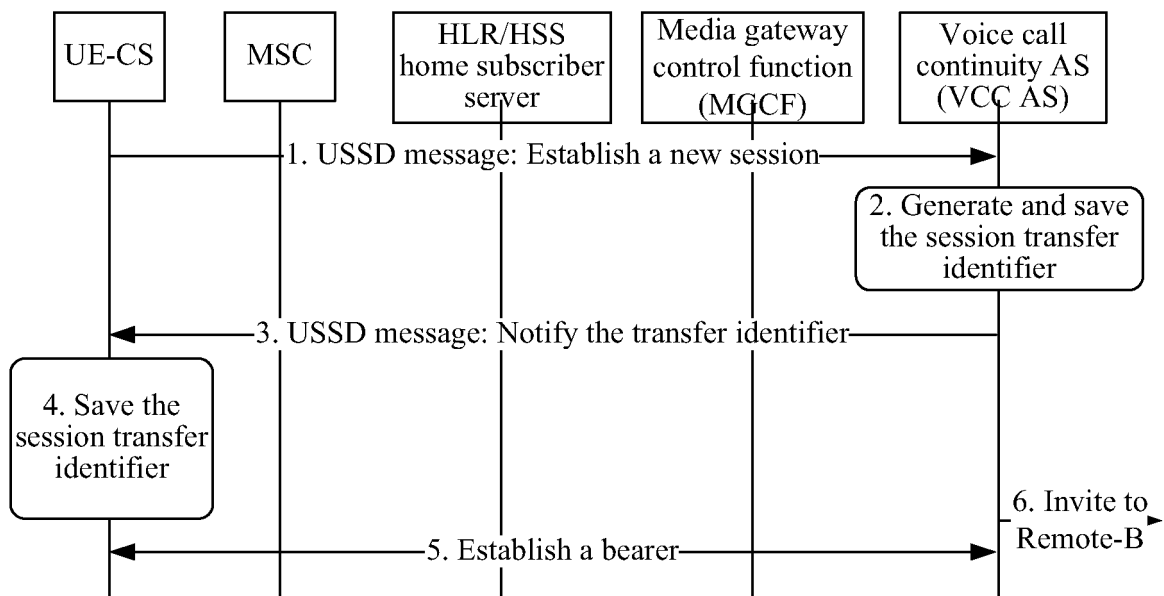 UE-CS
MSC
HLR/HSS
home subscriber
server
Media gateway
control function
(MGCF)
Voice call
continuity AS
(VCC AS)
1. USSD message: Establish a new session
2. Generate and save
the session transfer
identifier
3. USSD message: Notify the transfer identifier
4. Save the
session transfer
identifier
6. Invite to
Remote-B
5. Establish a bearer